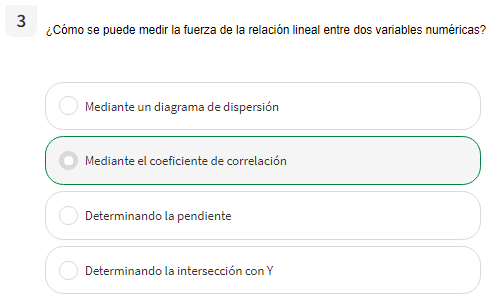 3
¿Cómo se puede medir la fuerza de la relación lineal entre dos variables numéricas?
Mediante un diagrama de dispersión
Mediante el coeficiente de correlación
Determinando la pendiente
Determinando la intersección con Y